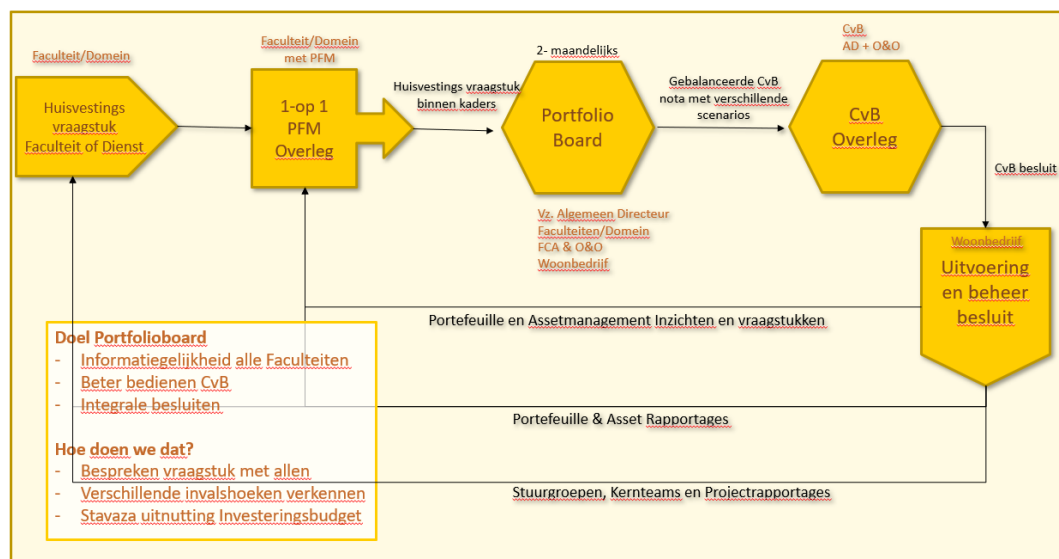 Faculteit/Domein
Huisvestings
vraagstuk
Faculteit of Dienst
Faculteit/Domein
met PFM
1-op 1
PFM
Overleg
Huisvestings vraagstuk
binnen kaders
2- maandelijks
Portfolio
Board
Vz. Algemeen Directeur
Faculteiten/Domein
FCA & O&O
Woonbedrijf
Gebalanceerde CvB
nota met verschillende
scenarios
CvB
AD + O&O
CvB
Overleg
CvB besluit
Woonbedrijf
Uitvoering
en beheer
besluit
Portefeuille en Assetmanagement Inzichten en vraagstukken
Portefeuille & Asset Rapportages
Stuurgroepen, Kernteams en Projectrapportages
Doel Portfolioboard
- Informatiegelijkheid alle Faculteiten
- Beter bedienen CvB
- Integrale besluiten
Hoe doen we dat?
- Bespreken vraagstuk met allen
- Verschillende invalshoeken verkennen
- Stavaza uitnutting Investeringsbudget